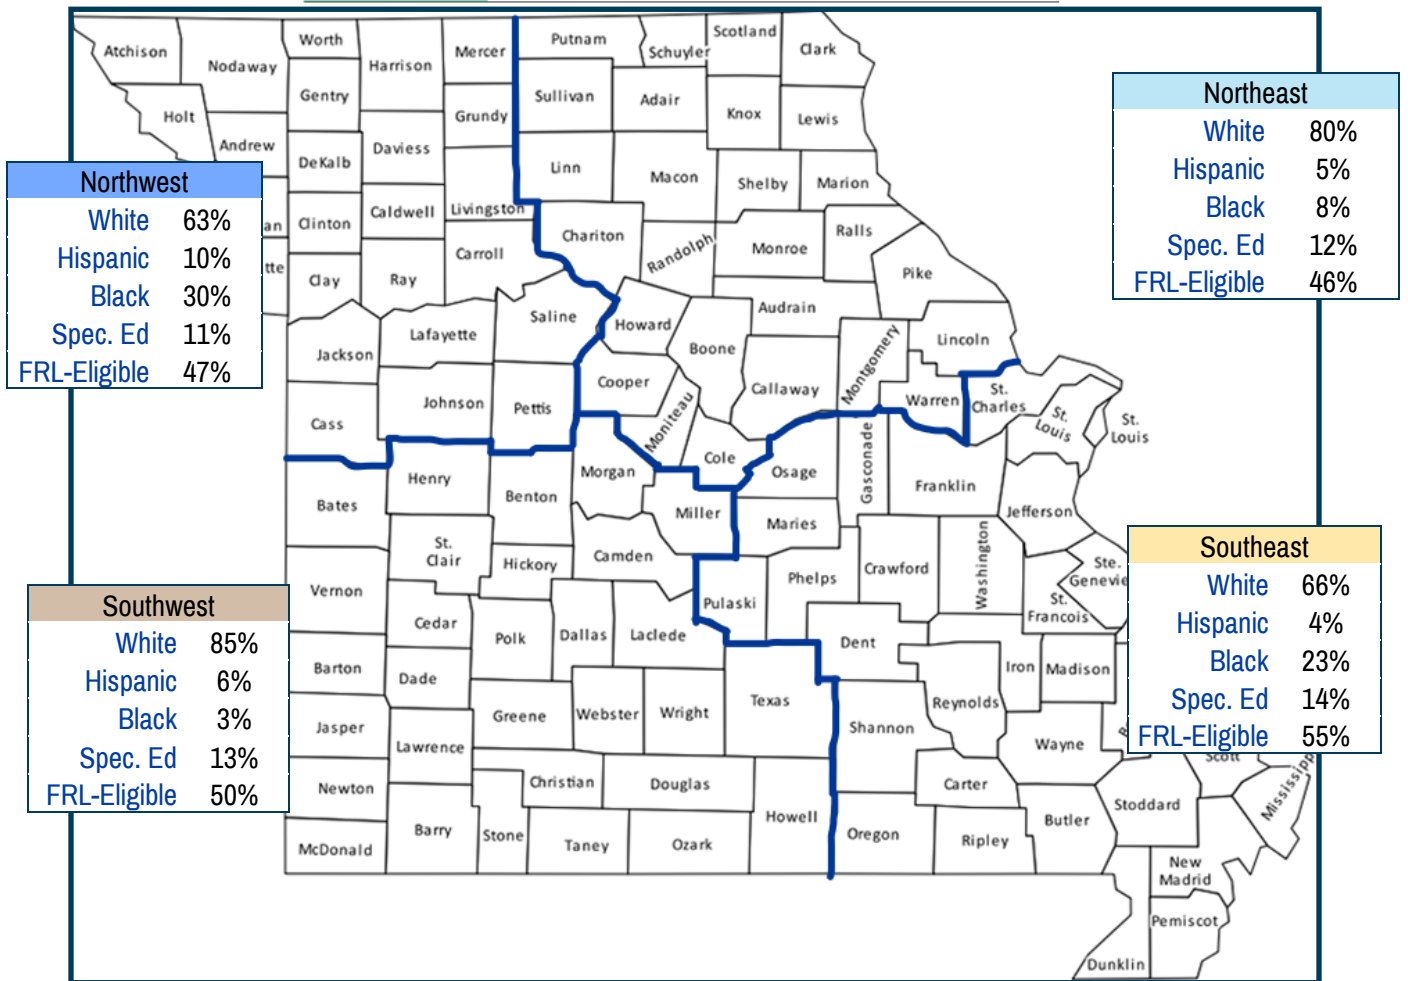 Atchison
Nodaway
Worth
Harrison
Mercer
Putnam
Schuyler
Scotland
Clark
Holt
Andrew
Gentry
DeKalb
Daviess
Grundy
Sullivan
Adair
Knox
Lewis
Linn
Macon
Shelby
Marion
Clinton
Caldwell
Livingston
Chariton
Randolph
Monroe
Ralls
Pike
Clay
Ray
Carroll
Saline
Howard
Audrain
Lincoln
Jackson
Lafayette
Cooper
Boone
Callaway
Montgomery
Warren
St.
Charles
St.
Louis
St.
Louis
Cass
Johnson
Pettis
Moniteau
Cole
Osage
Gasconade
Franklin
Jefferson
Bates
Henry
Benton
Morgan
Miller
Maries
St.
Clair
Hickory
Camden
Pulaski
Phelps
Crawford
Washington
Ste.
Genevie
St.
Francois
Vernon
Cedar
Polk
Dallas
Laclede
Dent
Iron
Madison
Barton
Dade
Greene
Webster
Wright
Texas
Shannon
Reynolds
Wayne
Jasper
Lawrence
Christian
Douglas
Howell
Carter
Butler
Stoddard
Scott
Mississipp
Newton
McDonald
Barry
Stone
Taney
Ozark
Oregon
Ripley
New
Madrid
Pemiscot
Dunklin
an
tte
Northwest
White 63%
Hispanic 10%
Black 30%
Spec. Ed 11%
FRL-Eligible 47%
Northeast
White 80%
Hispanic 5%
Black 8%
Spec. Ed 12%
FRL-Eligible 46%
Southwest
White 85%
Hispanic 6%
Black 3%
Spec. Ed 13%
FRL-Eligible 50%
Southeast
White 66%
Hispanic 4%
Black 23%
Spec. Ed 14%
FRL-Eligible 55%